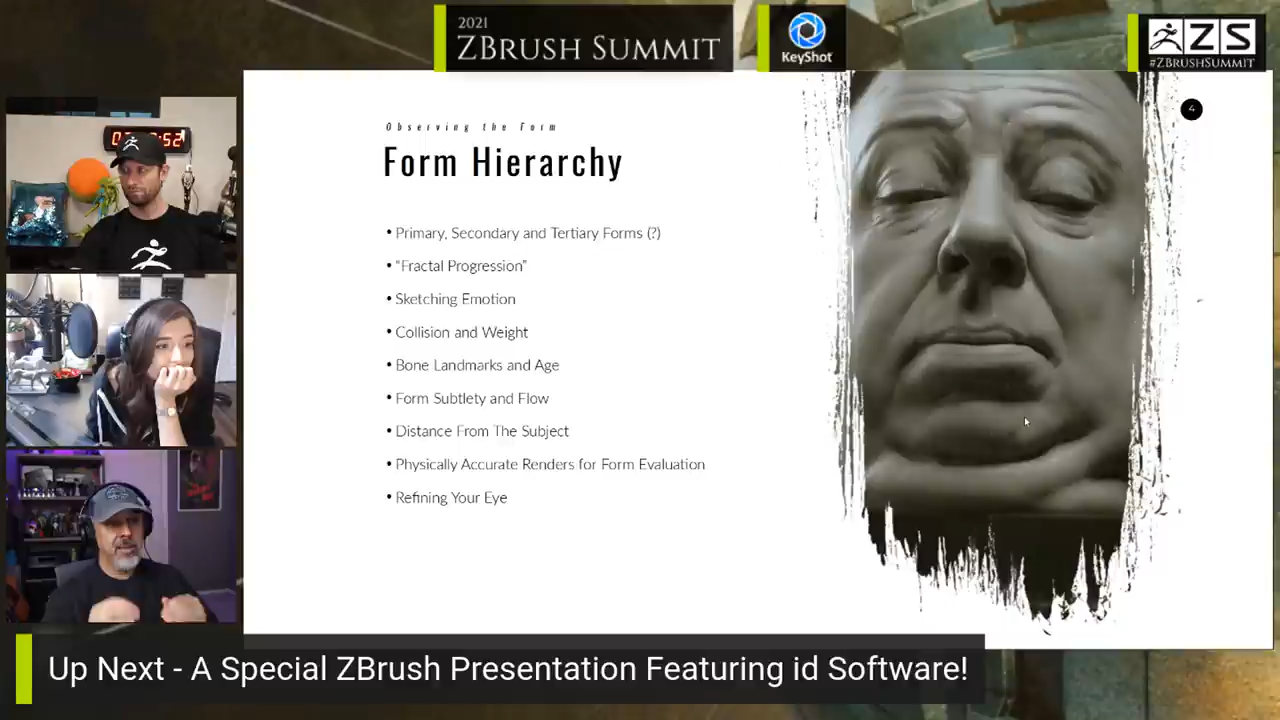 2021
ZBRUSH SUMMIT
KeyShot
ZS
#ZBRUSHSUMMIT
Observing the Form
Form Hierarchy
4
• Primary, Secondary and Tertiary Forms (?)
• “Fractal Progression”
• Sketching Emotion
• Collision and Weight
• Bone Landmarks and Age
• Form Subtlety and Flow
• Distance From The Subject
• Physically Accurate Renders for Form Evaluation
• Refining Your Eye
Up Next - A Special ZBrush Presentation Featuring id Software!